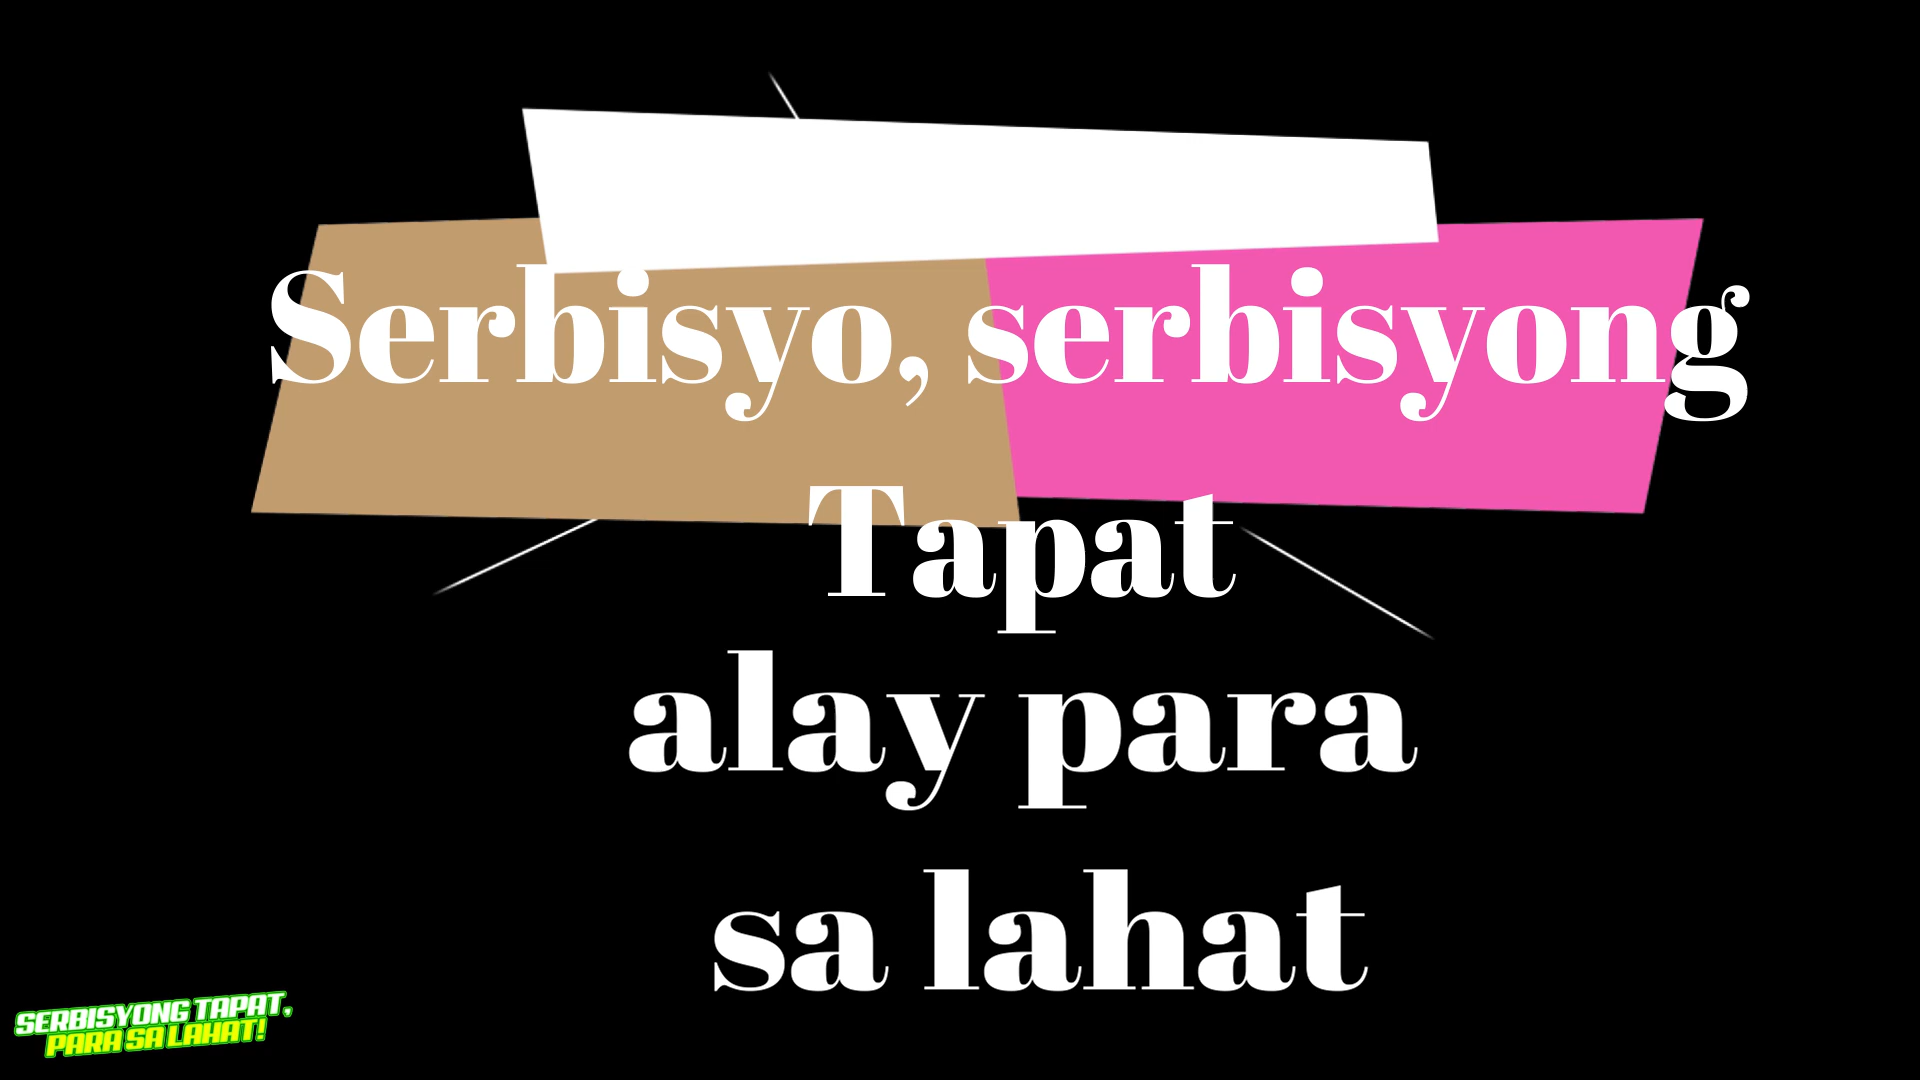 Serbisyo, serbisyong
Tapat
alay para
sa lahat
SERBISYONG TAPAT,
PARA SA LAHAT!